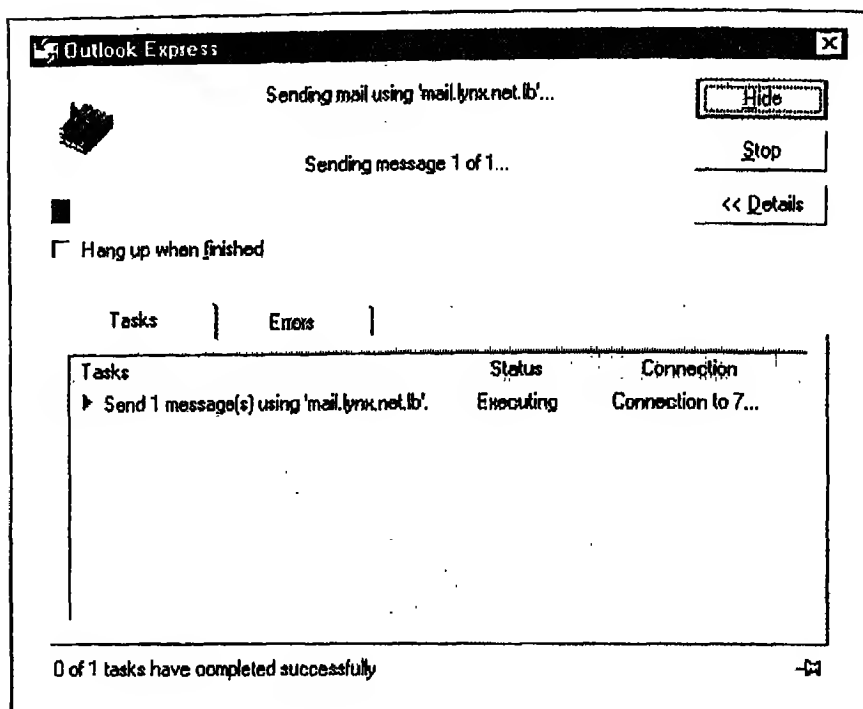 Outlook Express
Sending mail using 'mail.lynx.net.lb'...
Hide
Sending message 1 of 1...
Stop
<< Details
Hang up when finished
Tasks Errors
Tasks Status Connection
Send 1 message(s) using 'mail.lynx.net.lb'. Executing Connection to 7...
0 of 1 tasks have completed successfully